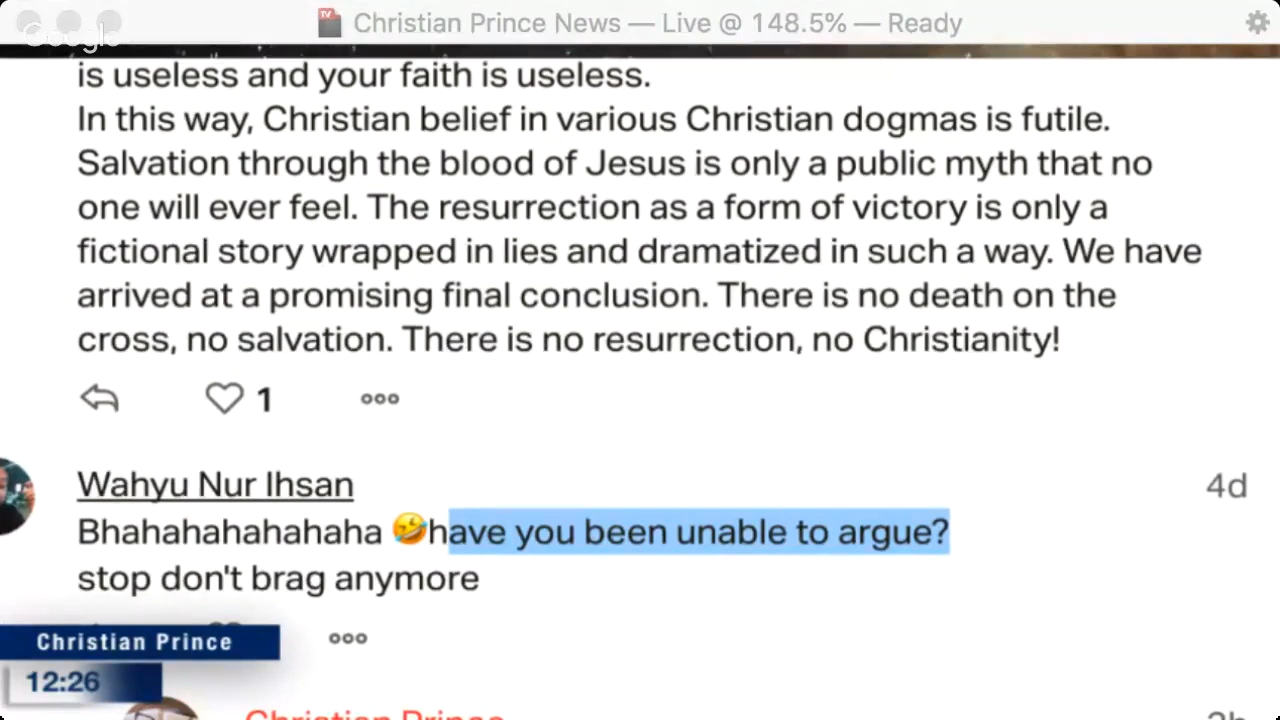 TV
Christian Prince News — Live @ 148.5% — Ready
Google
is useless and your faith is useless.
In this way, Christian belief in various Christian dogmas is futile.
Salvation through the blood of Jesus is only a public myth that no
one will ever feel. The resurrection as a form of victory is only a
fictional story wrapped in lies and dramatized in such a way. We have
arrived at a promising final conclusion. There is no death on the
cross, no salvation. There is no resurrection, no Christianity!
1
Wahyu Nur Ihsan
4d
Bhahahahahahaha 🤣have you been unable to argue?
stop don't brag anymore
Christian Prince
12:26
Christian Prince